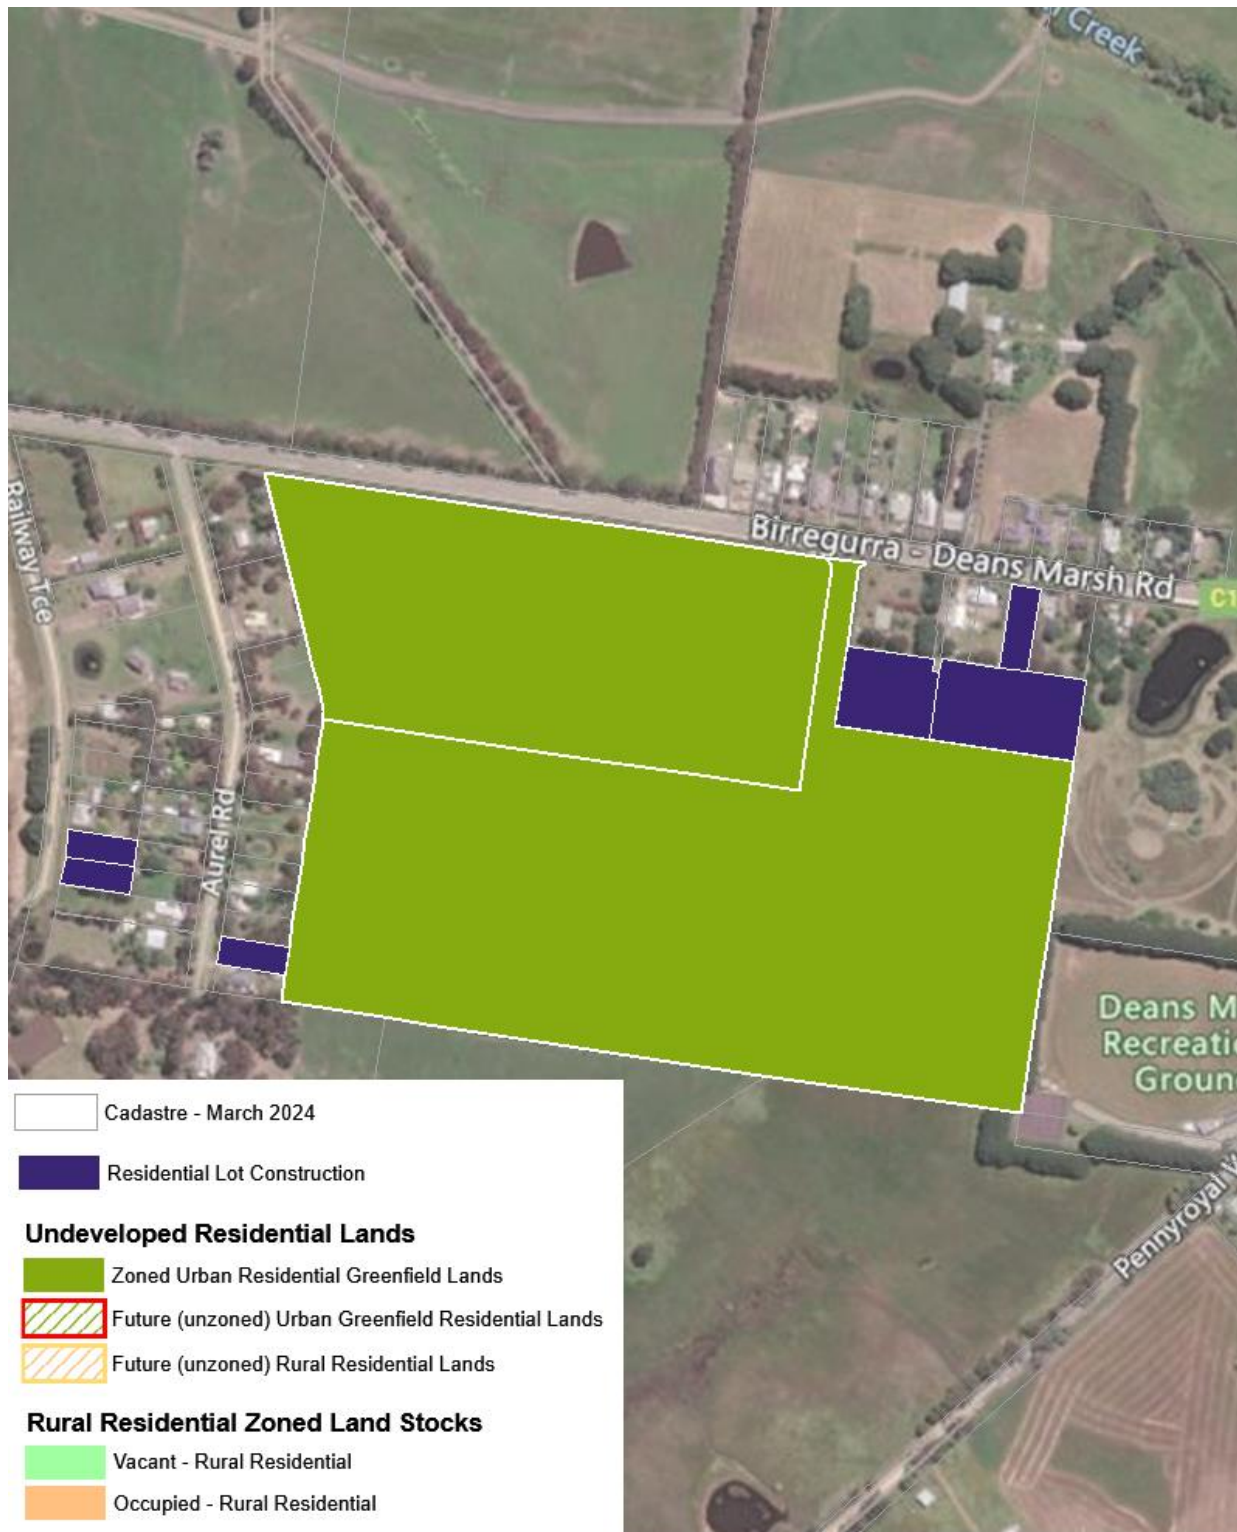 Creek
Railway Tce
Birregurra - Deans Marsh Rd
C1
Aurel Rd
Deans M
Recreati
Groun
Pennyroyal
Cadastre - March 2024
Residential Lot Construction
Undeveloped Residential Lands
Zoned Urban Residential Greenfield Lands
Future (unzoned) Urban Greenfield Residential Lands
Future (unzoned) Rural Residential Lands
Rural Residential Zoned Land Stocks
Vacant - Rural Residential
Occupied - Rural Residential